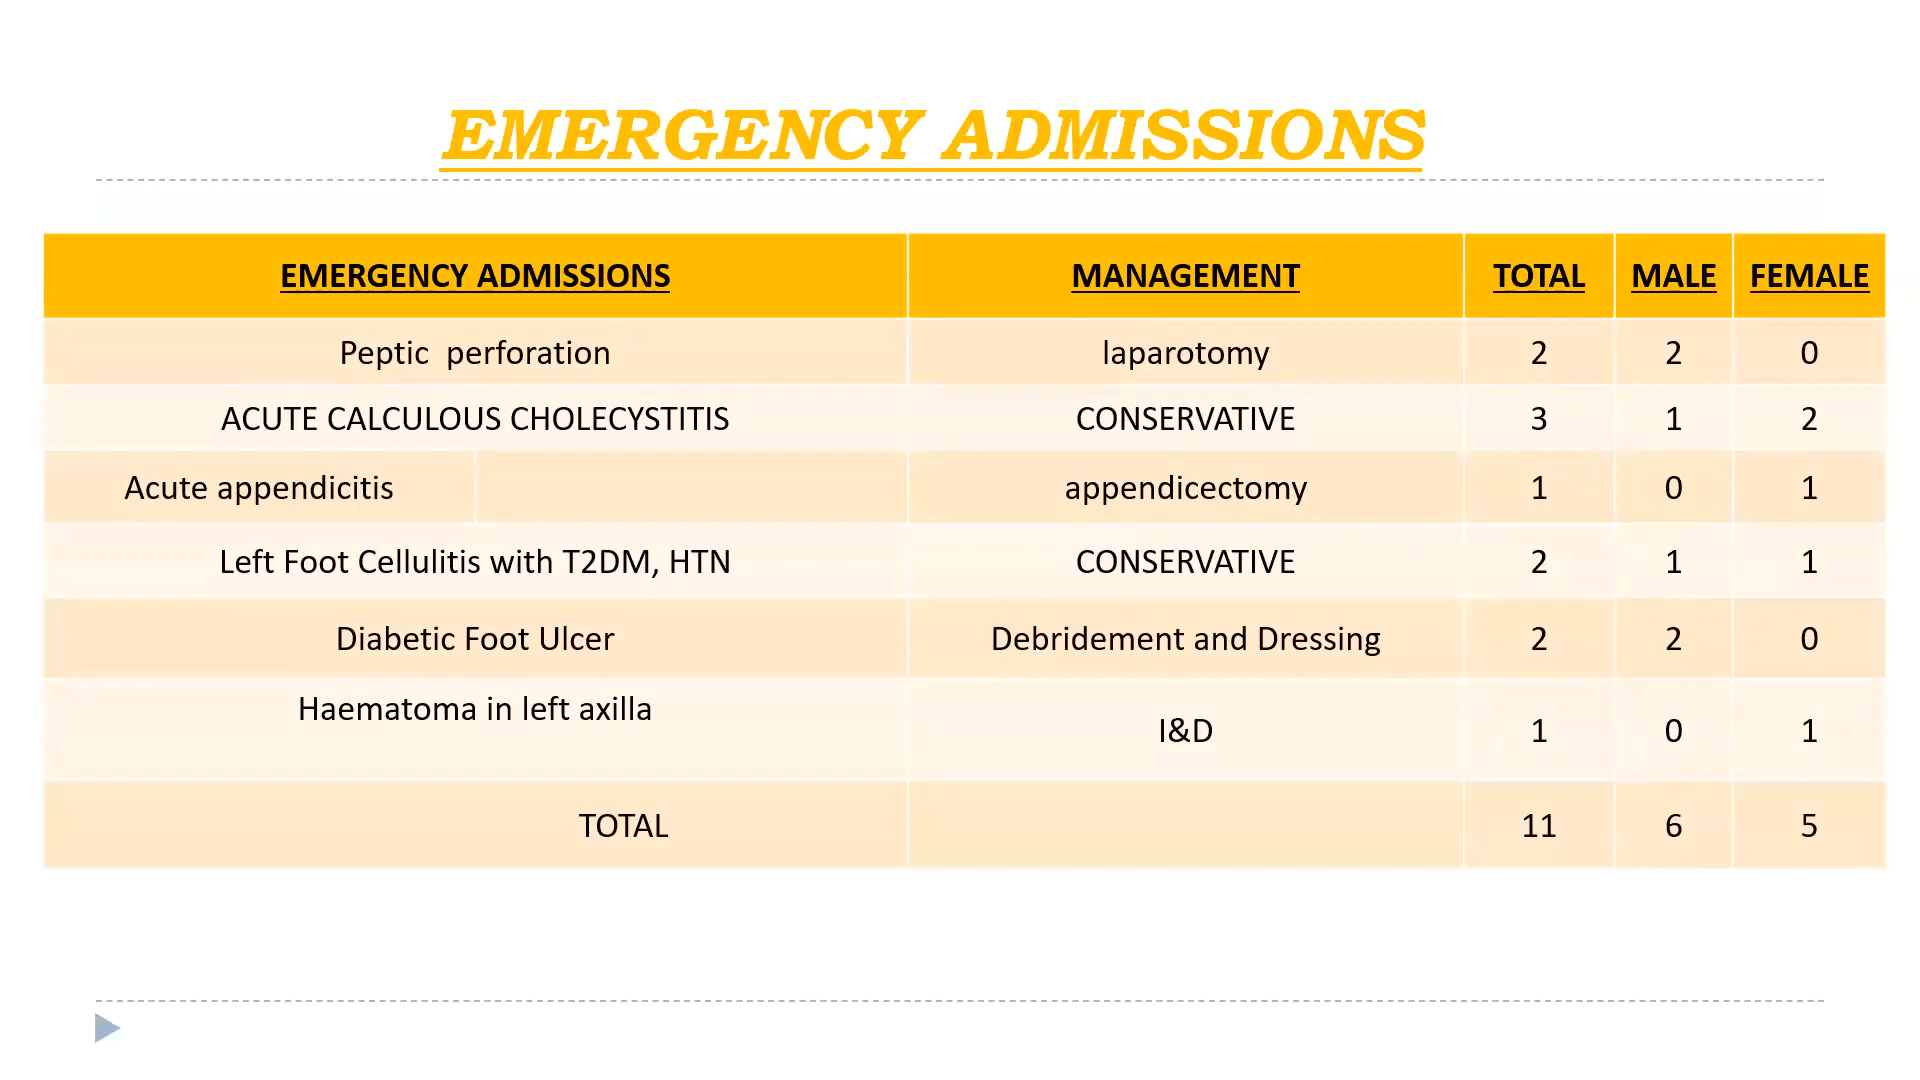 EMERGENCY ADMISSIONS
EMERGENCY ADMISSIONS MANAGEMENT TOTAL MALE FEMALE
Peptic perforation laparotomy 2 2 0
ACUTE CALCULOUS CHOLECYSTITIS CONSERVATIVE 3 1 2
Acute appendicitis appendicectomy 1 0 1
Left Foot Cellulitis with T2DM, HTN CONSERVATIVE 2 1 1
Diabetic Foot Ulcer Debridement and Dressing 2 2 0
Haematoma in left axilla I&D 1 0 1
TOTAL 11 6 5